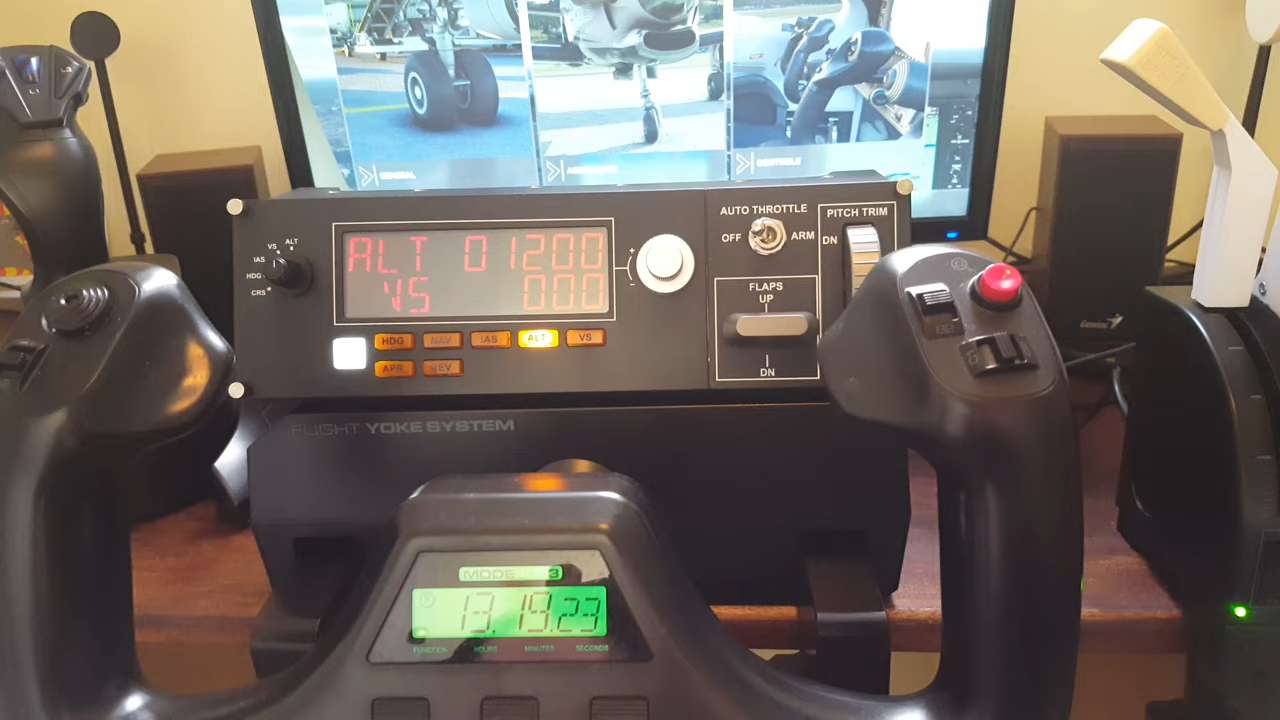 GENERAL
CONTROLS
AUTO THROTTLE
OFF
ARM
PITCH TRIM
DN
ALT
VS
IAS
HDG
CRS
ALT 01200
VS 000
+
-
FLAPS
UP
DN
HDG NAV IAS ALT VS
APR REV
Genius
FLIGHT YOKE SYSTEM
MODE 3
13.19.23
FUNCTION HOURS MINUTES SECONDS